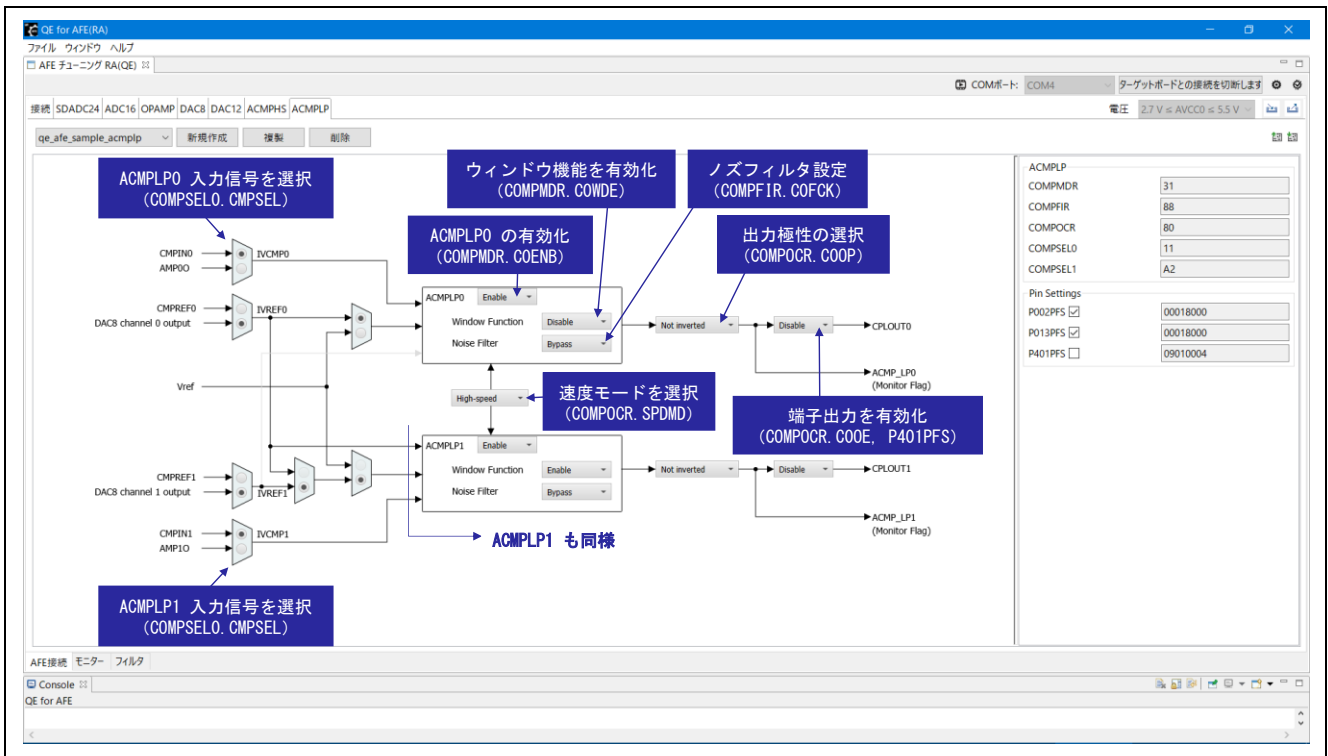 QE for AFE(RA)
ファイル ウィンドウ ヘルプ
AFE チューニング RA(QE)
COMポート: COM4 ターゲットボードとの接続を切断します
接続 SDADC24 ADC16 OPAMP DAC8 DAC12 ACMPHS ACMPLP
電圧 2.7 V ≤ AVCC0 ≤ 5.5 V
qe_afe_sample_acmplp 新規作成 複製 削除
ACMPLP0 入力信号を選択
(COMPSEL0.CMPSEL)
ウィンドウ機能を有効化
(COMPMDR.C0WDE)
ノズフィルタ設定
(COMPFIR.C0FCK)
ACMPLP0 の有効化
(COMPMDR.C0ENB)
出力極性の選択
(COMPOCR.C0OP)
CMPIN0
AMP0O
IVCMP0
CMPREF0
DAC8 channel 0 output
IVREF0
Vref
ACMPLP0 Enable
Window Function Disable
Noise Filter Bypass
Not inverted
Disable
CPLOUT0
ACMP_LP0
(Monitor Flag)
High-speed
速度モードを選択
(COMPOCR.SPDMD)
端子出力を有効化
(COMPOCR.C0OE, P401PFS)
ACMPLP1 Enable
Window Function Enable
Noise Filter Bypass
Not inverted
Disable
CPLOUT1
ACMP_LP1
(Monitor Flag)
CMPREF1
DAC8 channel 1 output
IVREF1
CMPIN1
AMP1O
IVCMP1
ACMPLP1 も同様
ACMPLP1 入力信号を選択
(COMPSEL0.CMPSEL)
ACMPLP
COMPMDR 31
COMPFIR 88
COMPOCR 80
COMPSEL0 11
COMPSEL1 A2
Pin Settings
P002PFS 00018000
P013PFS 00018000
P401PFS 09010004
AFE接続 モニター フィルタ
Console
QE for AFE